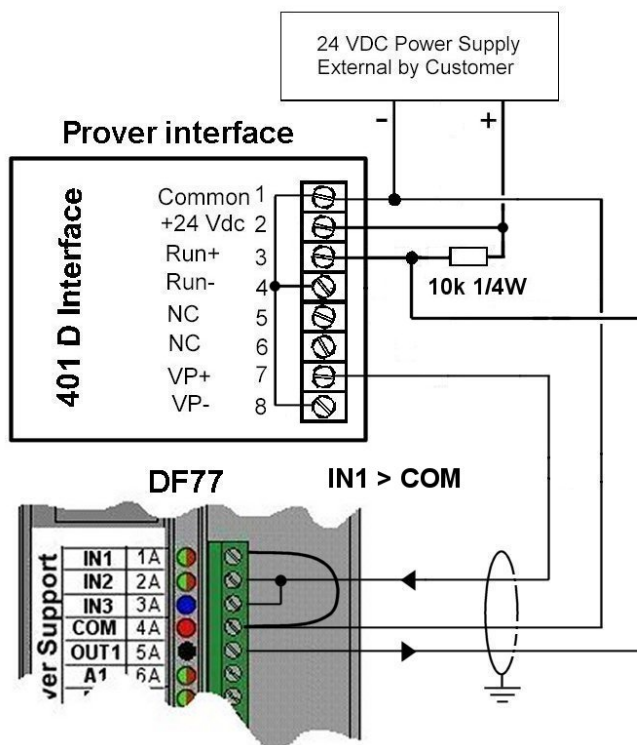 24 VDC Power Supply
External by Customer
- +
Prover interface
401 D Interface
Common 1
+24 Vdc 2
Run+ 3
Run- 4
NC 5
NC 6
VP+ 7
VP- 8
10k 1/4W
DF77
IN1 > COM
ver Support
IN1 1A
IN2 2A
IN3 3A
COM 4A
OUT1 5A
A1 6A